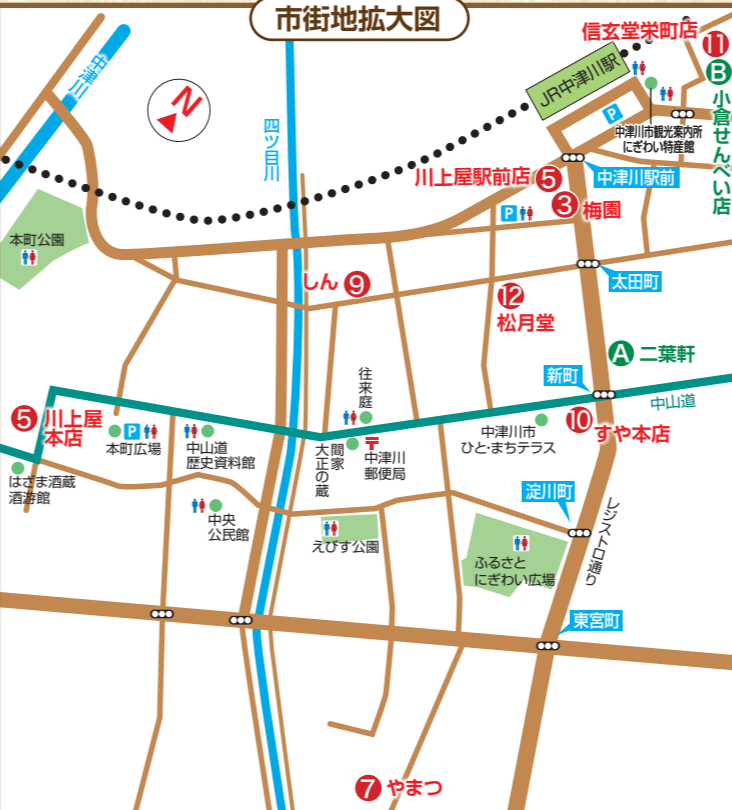 市街地拡大図
信玄堂栄町店
⑪
中津川
N
JR中津川駅
B
小倉せんべい店
四ツ目川
P
中津川市観光案内所
にぎわい特産館
川上屋駅前店 ⑤
中津川駅前
③ 梅園
P
本町公園
しん ⑨
太田町
⑫
松月堂
A 二葉軒
往来庭
新町
中山道
⑤ 川上屋
本店
P
本町広場
中山道
歴史資料館
間家
大正の蔵
〒
中津川
郵便局
中津川市
ひと・まちテラス
⑩ すや本店
はざま酒蔵
酒游館
淀川町
レジストロ通り
中央
公民館
えびす公園
ふるさと
にぎわい広場
東宮町
⑦ やまつ